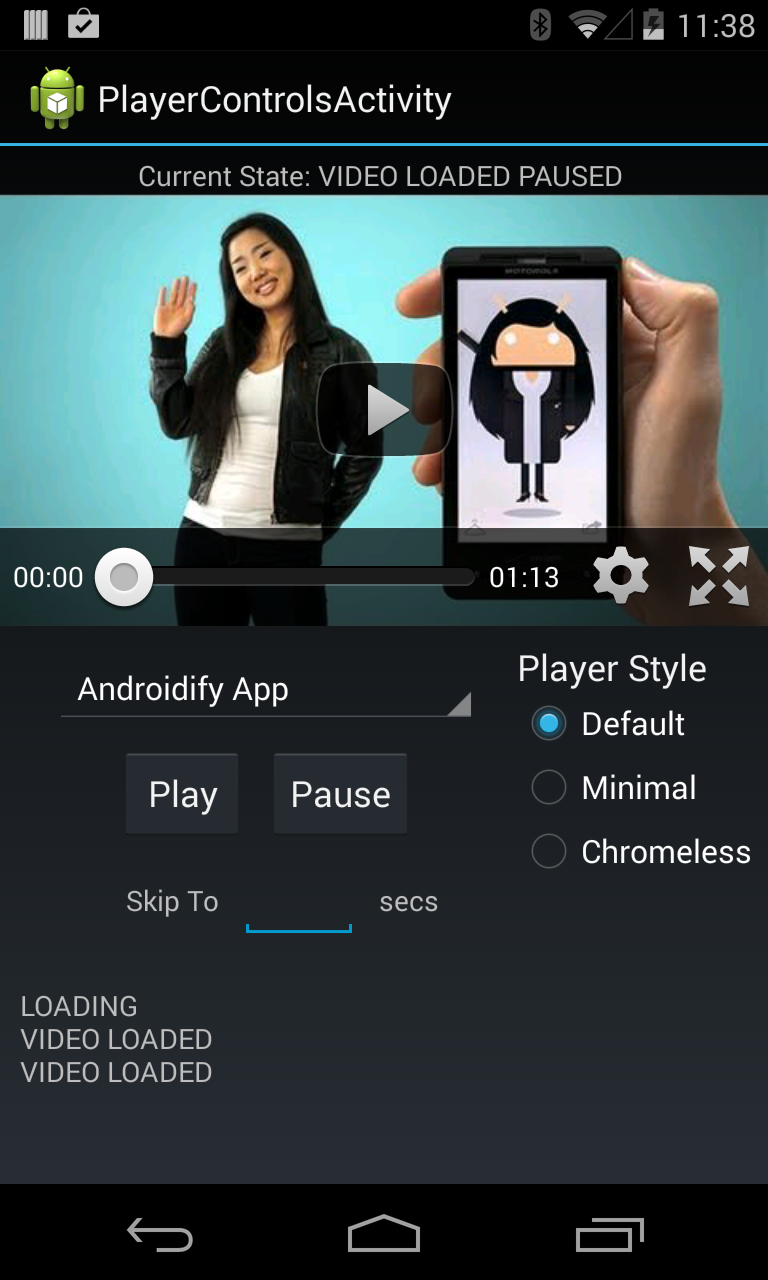 11:38
PlayerControlsActivity
Current State: VIDEO LOADED PAUSED
MOTOROLA
00:00
01:13
Androidify App
Player Style
Default
Play
Pause
Minimal
Chromeless
Skip To
secs
LOADING
VIDEO LOADED
VIDEO LOADED